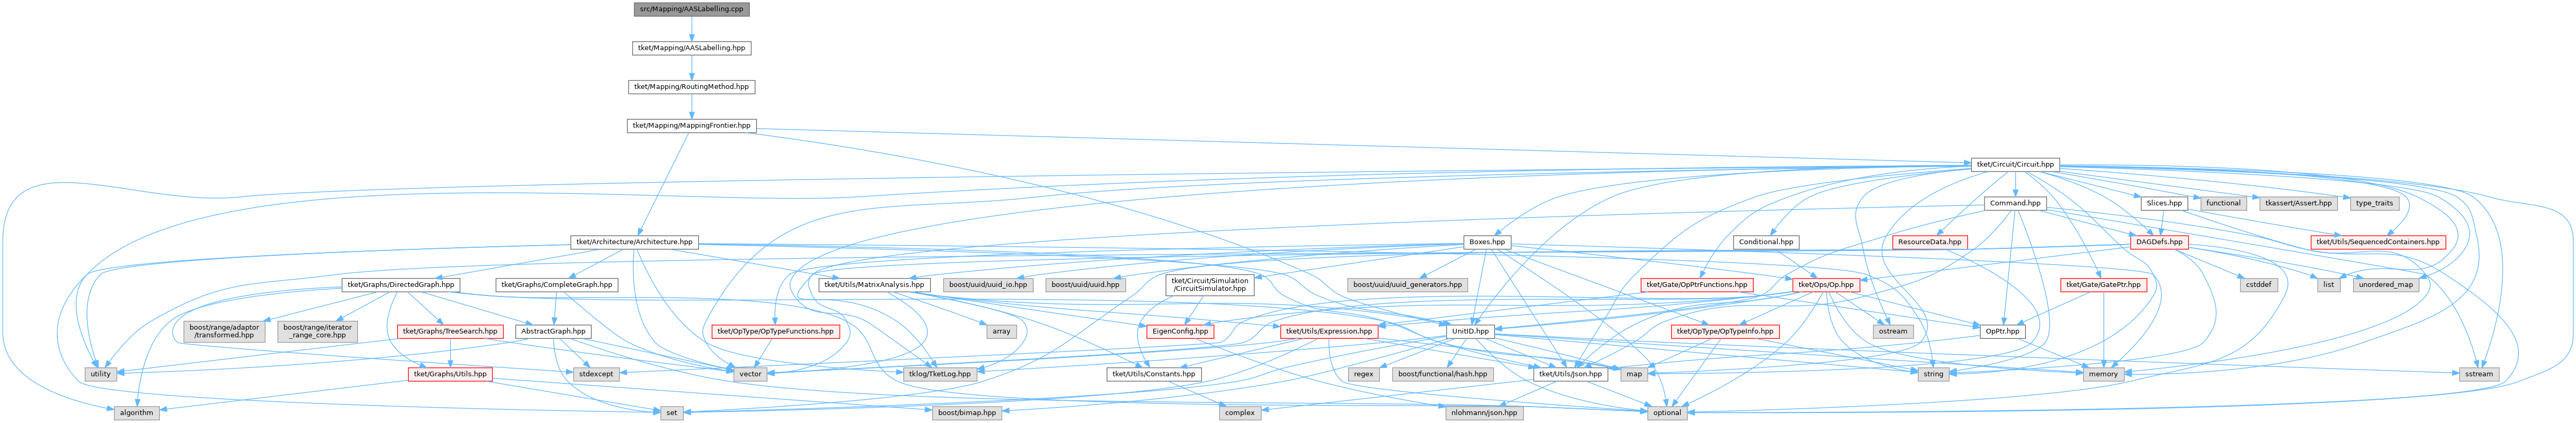 src/Mapping/AASLabelling.cpp
tket/Mapping/AASLabelling.hpp
tket/Mapping/RoutingMethod.hpp
tket/Mapping/MappingFrontier.hpp
tket/Circuit/Circuit.hpp
Command.hpp
Slices.hpp
functional
tkassert/Assert.hpp
type_traits
tket/Architecture/Architecture.hpp
Boxes.hpp
Conditional.hpp
ResourceData.hpp
DAGDefs.hpp
tket/Utils/SequencedContainers.hpp
tket/Graphs/DirectedGraph.hpp
tket/Graphs/CompleteGraph.hpp
tket/Utils/MatrixAnalysis.hpp
boost/uuid/uuid_io.hpp
boost/uuid/uuid.hpp
tket/Circuit/Simulation
/CircuitSimulator.hpp
boost/uuid/uuid_generators.hpp
tket/Gate/OpPtrFunctions.hpp
tket/Ops/Op.hpp
tket/Gate/GatePtr.hpp
cstddef
list
unordered_map
boost/range/adaptor
/transformed.hpp
boost/range/iterator
_range_core.hpp
tket/Graphs/TreeSearch.hpp
AbstractGraph.hpp
tket/OpType/OpTypeFunctions.hpp
array
EigenConfig.hpp
tket/Utils/Expression.hpp
UnitID.hpp
tket/OpType/OpTypeInfo.hpp
ostream
OpPtr.hpp
utility
tket/Graphs/Utils.hpp
stdexcept
vector
tklog/TketLog.hpp
tket/Utils/Constants.hpp
regex
boost/functional/hash.hpp
tket/Utils/Json.hpp
map
string
memory
sstream
algorithm
set
boost/bimap.hpp
complex
nlohmann/json.hpp
optional